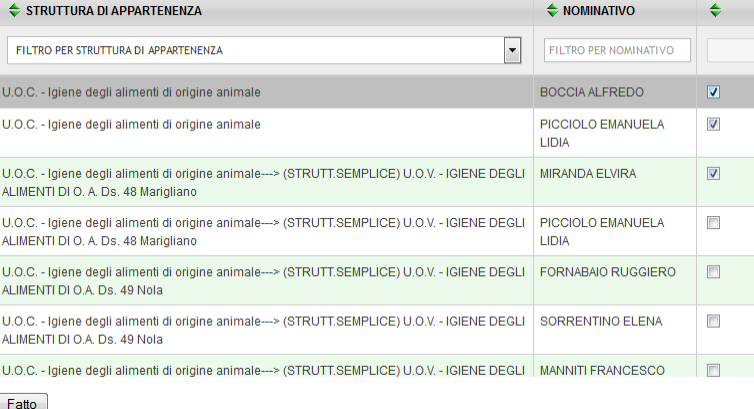 STRUTTURA DI APPARTENENZA NOMINATIVO
FILTRO PER STRUTTURA DI APPARTENENZA FILTRO PER NOMINATIVO
U.O.C. - Igiene degli alimenti di origine animale BOCCIA ALFREDO
U.O.C. - Igiene degli alimenti di origine animale PICCIOLO EMANUELA
LIDIA
U.O.C. - Igiene degli alimenti di origine animale---> (STRUTT.SEMPLICE) U.O.V. - IGIENE DEGLI MIRANDA ELVIRA
ALIMENTI DI O. A. Ds. 48 Marigliano
U.O.C. - Igiene degli alimenti di origine animale---> (STRUTT.SEMPLICE) U.O.V. - IGIENE DEGLI PICCIOLO EMANUELA
ALIMENTI DI O. A. Ds. 48 Marigliano LIDIA
U.O.C. - Igiene degli alimenti di origine animale---> (STRUTT.SEMPLICE) U.O.V. - IGIENE DEGLI FORNABAIO RUGGIERO
ALIMENTI DI O.A. Ds. 49 Nola
U.O.C. - Igiene degli alimenti di origine animale---> (STRUTT.SEMPLICE) U.O.V. - IGIENE DEGLI SORRENTINO ELENA
ALIMENTI DI O.A. Ds. 49 Nola
U.O.C. - Igiene degli alimenti di origine animale---> (STRUTT.SEMPLICE) U.O.V. - IGIENE DEGLI MANNITI FRANCESCO
Fatto